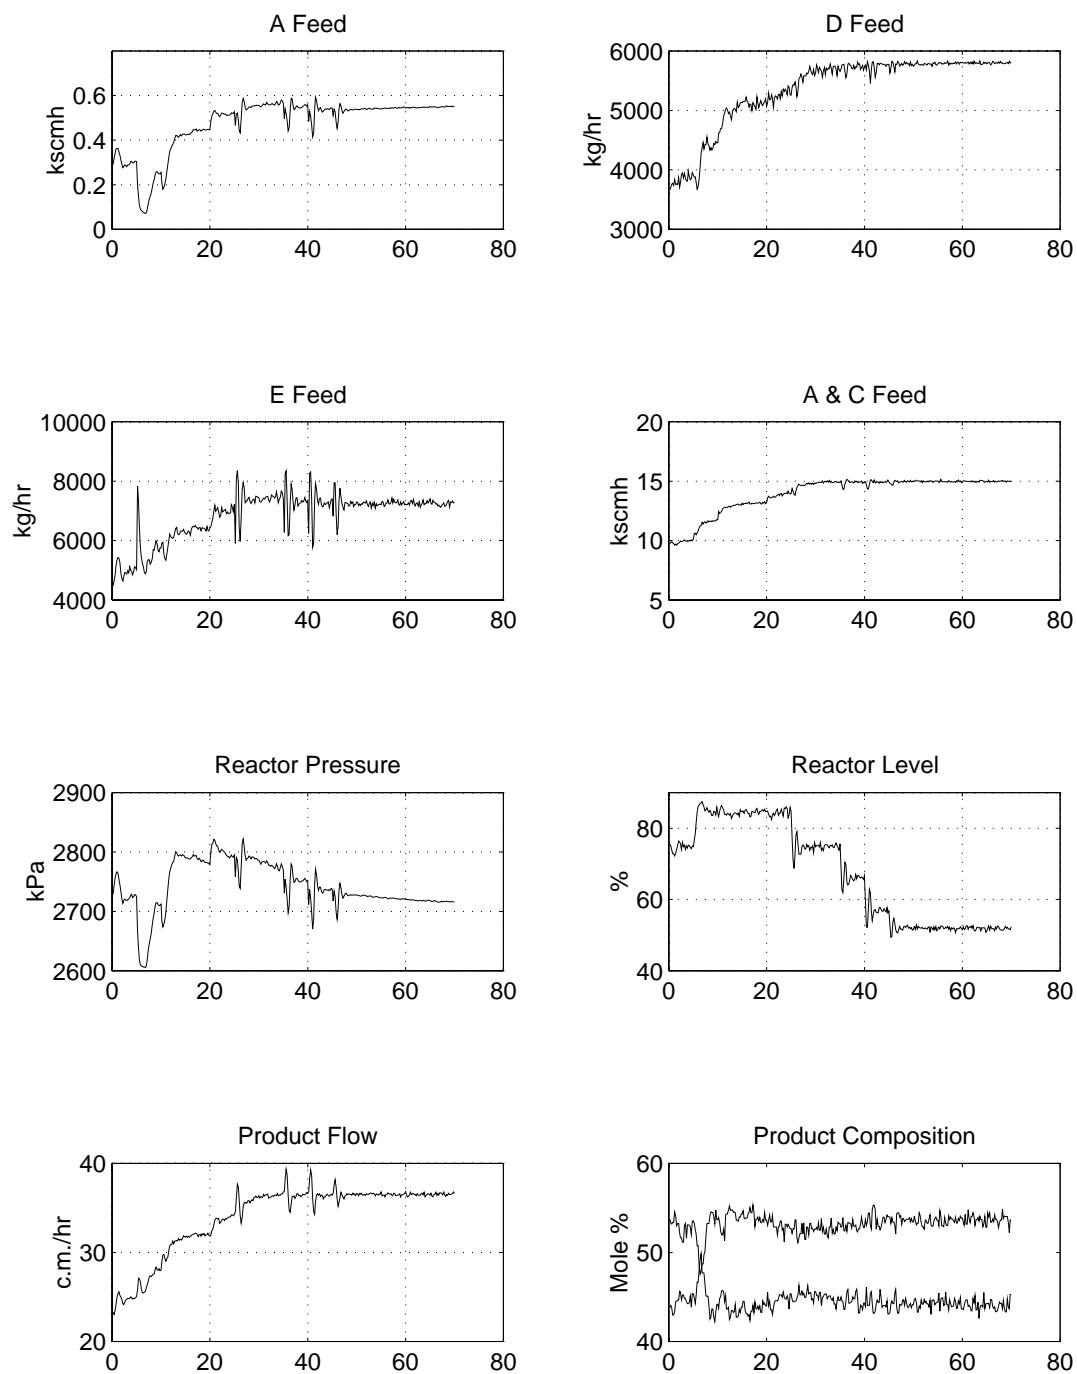 A Feed
kscmh
0.6
0.4
0.2
0
0 20 40 60 80
D Feed
kg/hr
6000
5000
4000
3000
0 20 40 60 80
E Feed
kg/hr
10000
8000
6000
4000
0 20 40 60 80
A & C Feed
kscmh
20
15
10
5
0 20 40 60 80
Reactor Pressure
kPa
2900
2800
2700
2600
0 20 40 60 80
Reactor Level
%
80
60
40
0 20 40 60 80
Product Flow
c.m./hr
40
30
20
0 20 40 60 80
Product Composition
Mole %
60
50
40
0 20 40 60 80